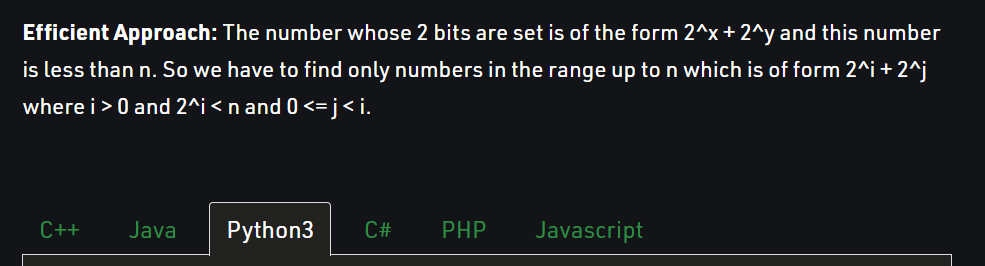 Efficient Approach: The number whose 2 bits are set is of the form 2^x + 2^y and this number
is less than n. So we have to find only numbers in the range up to n which is of form 2^i + 2^j
where i > 0 and 2^i < n and 0 <= j < i.
C++ Java Python3 C# PHP Javascript